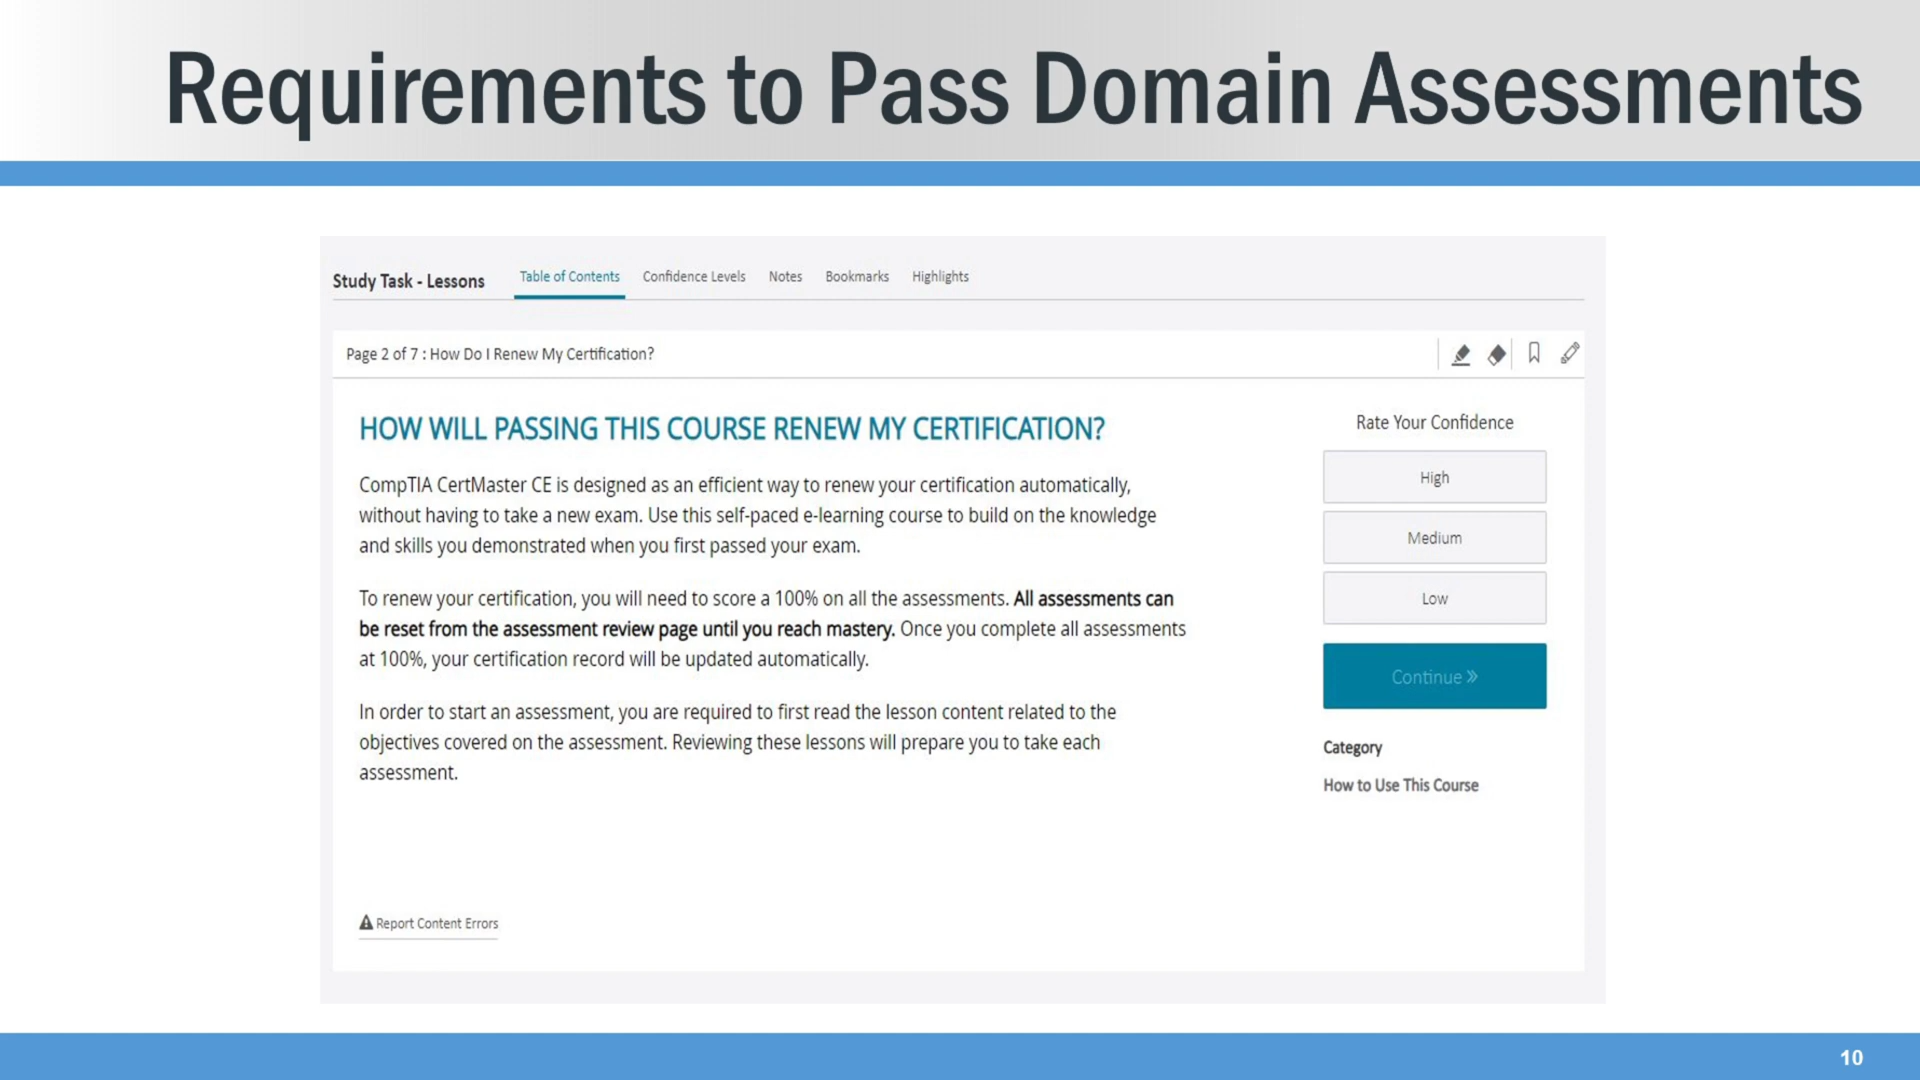 Requirements to Pass Domain Assessments
Study Task - Lessons
Table of Contents
Confidence Levels
Notes
Bookmarks
Highlights
Page 2 of 7 : How Do I Renew My Certification?
HOW WILL PASSING THIS COURSE RENEW MY CERTIFICATION?
CompTIA CertMaster CE is designed as an efficient way to renew your certification automatically,
without having to take a new exam. Use this self-paced e-learning course to build on the knowledge
and skills you demonstrated when you first passed your exam.
To renew your certification, you will need to score a 100% on all the assessments. All assessments can
be reset from the assessment review page until you reach mastery. Once you complete all assessments
at 100%, your certification record will be updated automatically.
In order to start an assessment, you are required to first read the lesson content related to the
objectives covered on the assessment. Reviewing these lessons will prepare you to take each
assessment.
Report Content Errors
Rate Your Confidence
High
Medium
Low
Continue »
Category
How to Use This Course
10